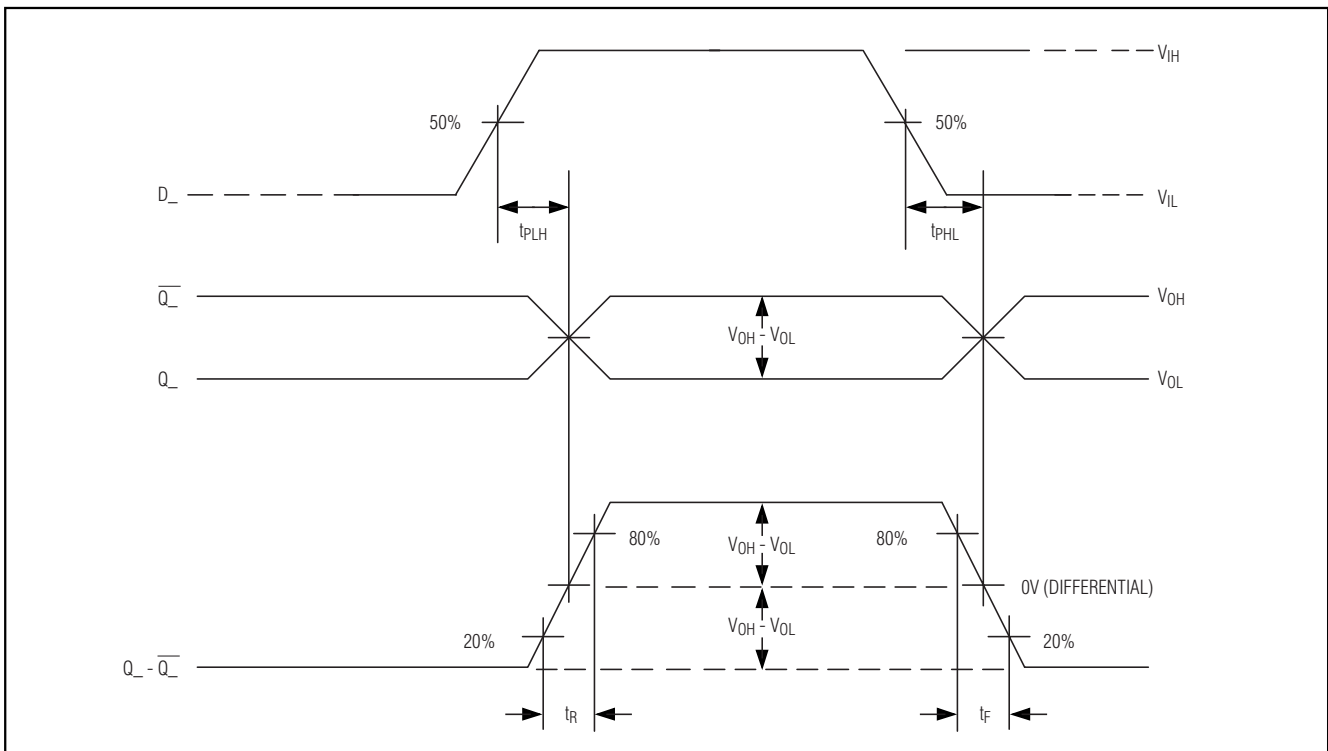 V_IH
50% 50%
D_ V_IL
t_PLH t_PHL
Q̅_̅ V_OH
V_OH - V_OL
Q_ V_OL
80% V_OH - V_OL 80%
0V (DIFFERENTIAL)
V_OH - V_OL
20% 20%
Q_ - Q̅_̅
t_R t_F